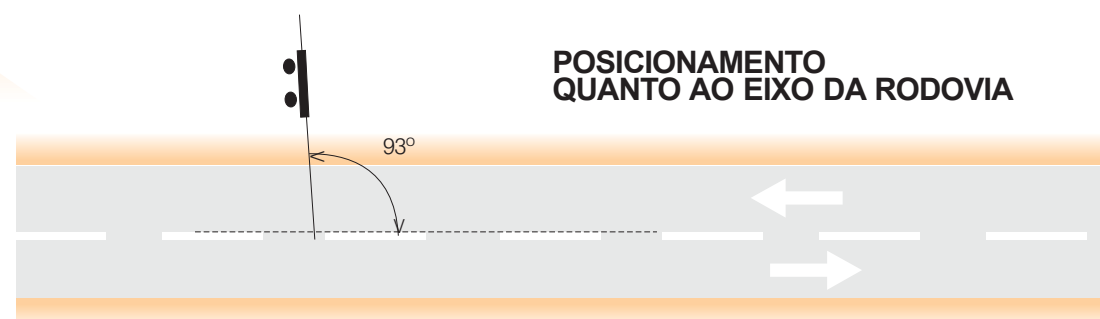 POSICIONAMENTO
QUANTO AO EIXO DA RODOVIA
93º